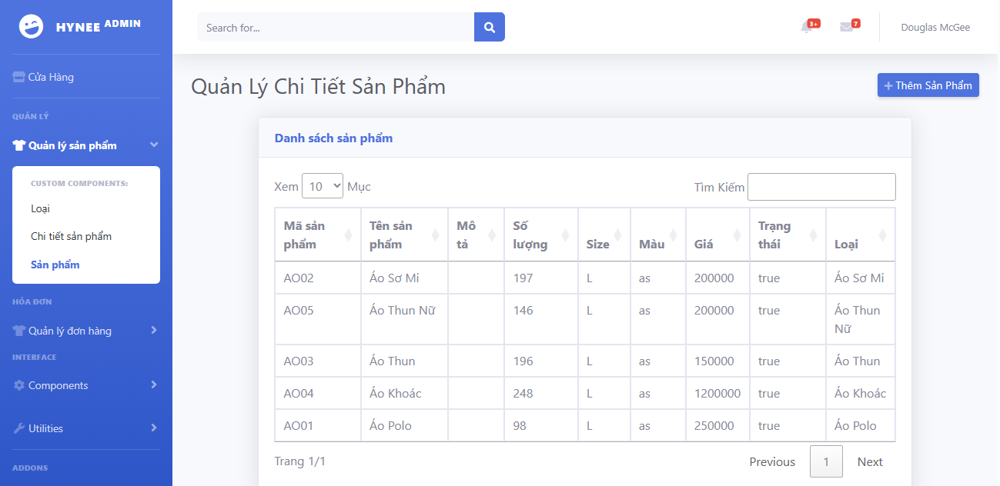 HYNEE ADMIN
Search for...
3+
7
Douglas McGee
Cửa Hàng
QUẢN LÝ
Quản lý sản phẩm
CUSTOM COMPONENTS:
Loại
Chi tiết sản phẩm
Sản phẩm
HÓA ĐƠN
Quản lý đơn hàng
INTERFACE
Components
Utilities
ADDONS
Quản Lý Chi Tiết Sản Phẩm
Thêm Sản Phẩm
Danh sách sản phẩm
Xem 10 Mục
Tìm Kiếm
Mã sản phẩm Tên sản phẩm Mô tả Số lượng Size Màu Giá Trạng thái Loại
AO02 Áo Sơ Mi 197 L as 200000 true Áo Sơ Mi
AO05 Áo Thun Nữ 146 L as 200000 true Áo Thun Nữ
AO03 Áo Thun 196 L as 150000 true Áo Thun
AO04 Áo Khoác 248 L as 1200000 true Áo Khoác
AO01 Áo Polo 98 L as 250000 true Áo Polo
Trang 1/1
Previous 1 Next